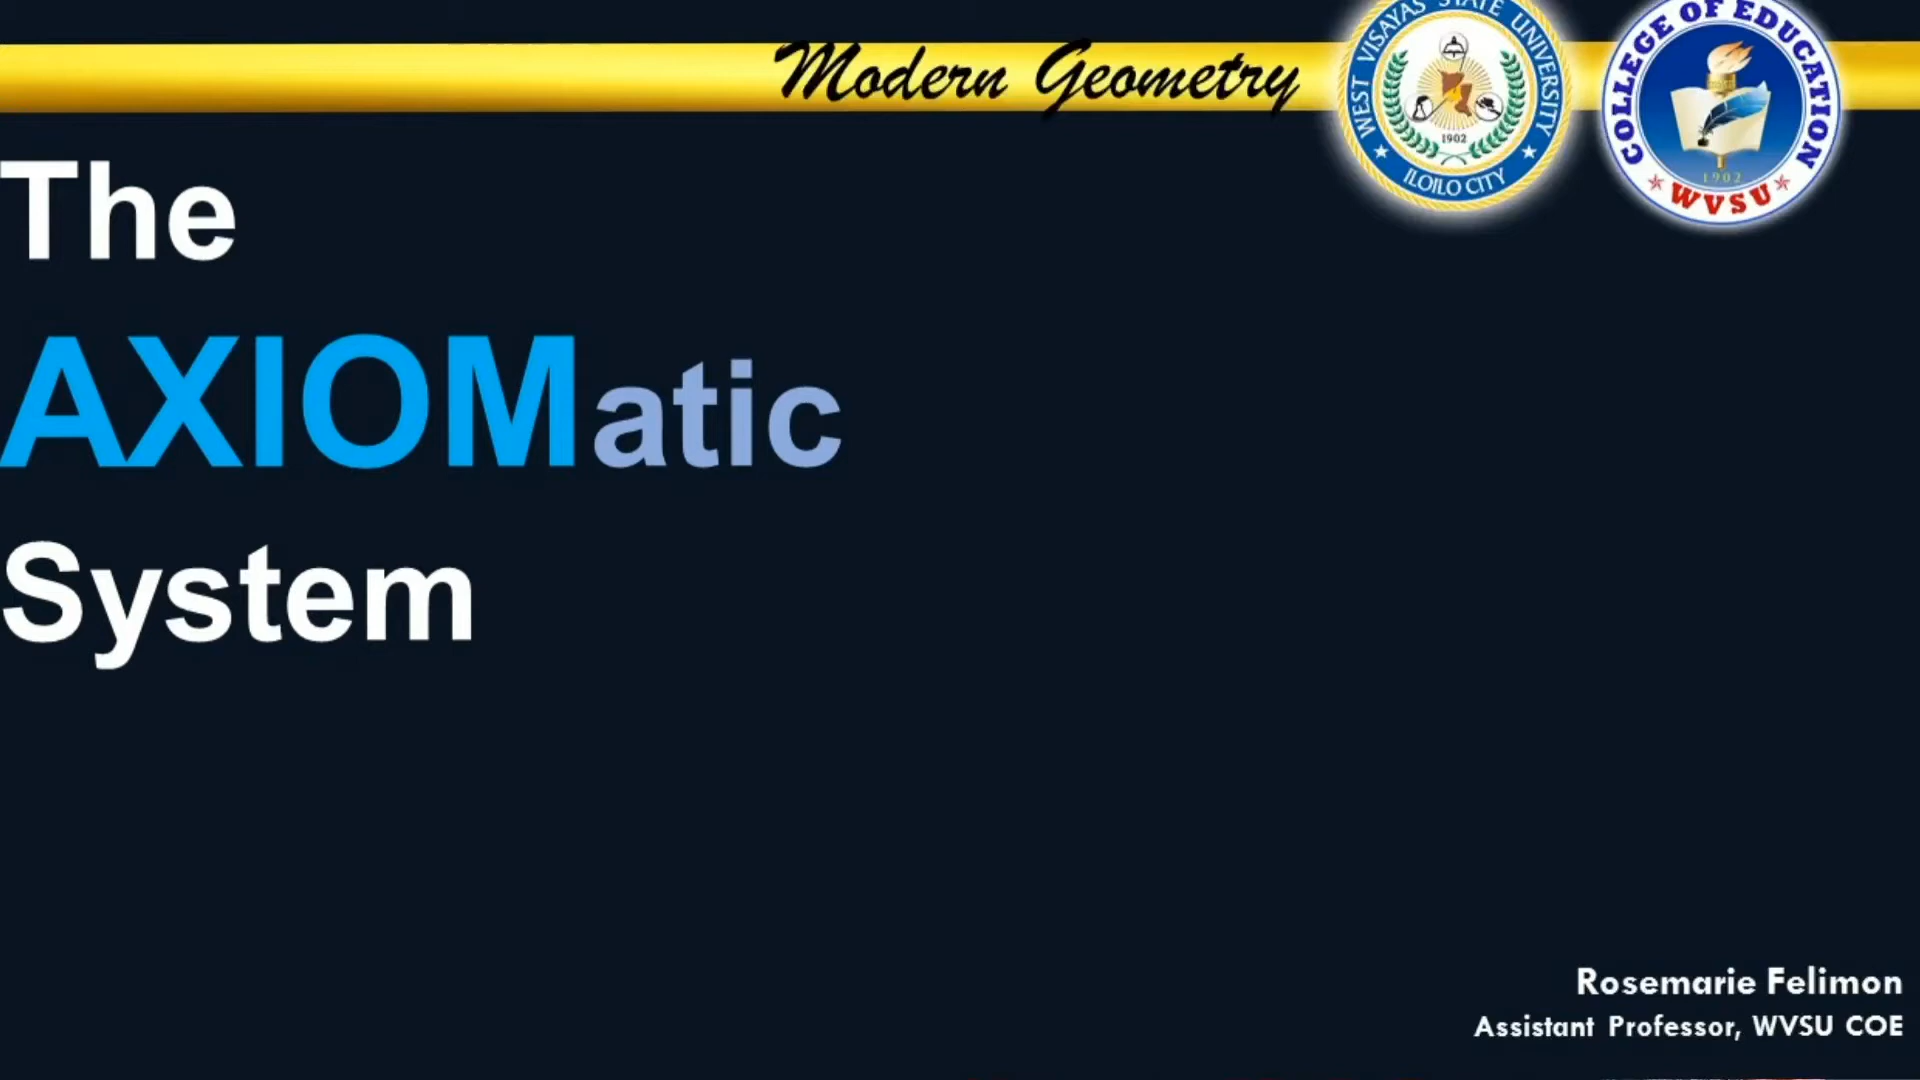 Modern Geometry
WEST VISAYAS STATE UNIVERSITY
1902
ILOILO CITY
COLLEGE OF EDUCATION
1902
WVSU
The
AXIOMatic
System
Rosemarie Felimon
Assistant Professor, WVSU COE